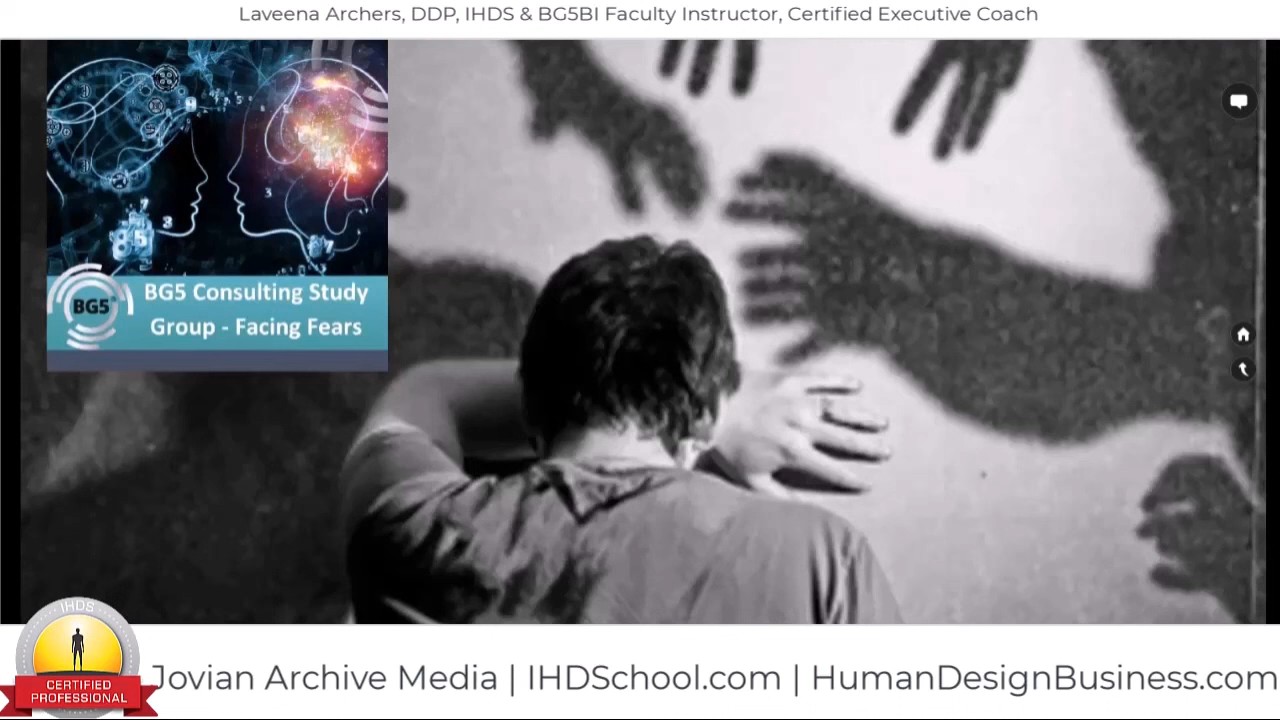 Laveena Archers, DDP, IHDS & BG5BI Faculty Instructor, Certified Executive Coach
BG5®
BG5 Consulting Study
Group - Facing Fears
IHDS
CERTIFIED
PROFESSIONAL
Jovian Archive Media | IHDSchool.com | HumanDesignBusiness.com